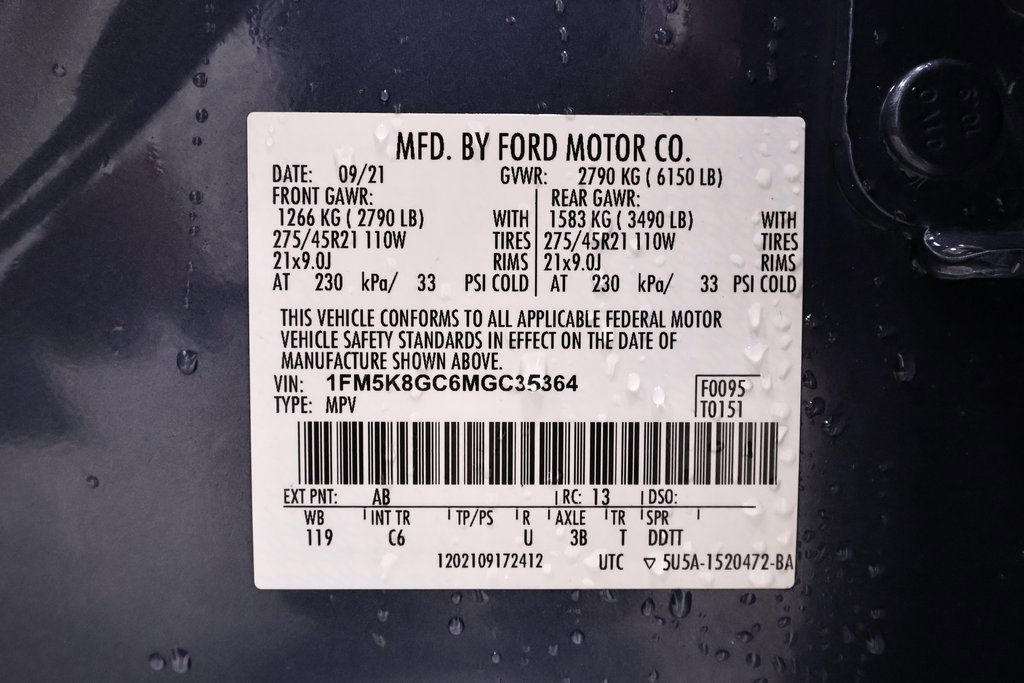 MFD. BY FORD MOTOR CO.
DATE: 09/21 GVWR: 2790 KG ( 6150 LB)
FRONT GAWR: REAR GAWR:
1266 KG ( 2790 LB) WITH 1583 KG ( 3490 LB) WITH
275/45R21 110W TIRES 275/45R21 110W TIRES
21x9.0J RIMS 21x9.0J RIMS
AT 230 kPa/ 33 PSI COLD AT 230 kPa/ 33 PSI COLD
THIS VEHICLE CONFORMS TO ALL APPLICABLE FEDERAL MOTOR
VEHICLE SAFETY STANDARDS IN EFFECT ON THE DATE OF
MANUFACTURE SHOWN ABOVE.
VIN: 1FM5K8GC6MGC35364 F0095
TYPE: MPV T0151
EXT PNT: AB RC: 13 DSO:
WB INT TR TP/PS R AXLE TR SPR
119 C6 U 3B T DDTT
1202109172412 UTC ▽ 5U5A-1520472-BA